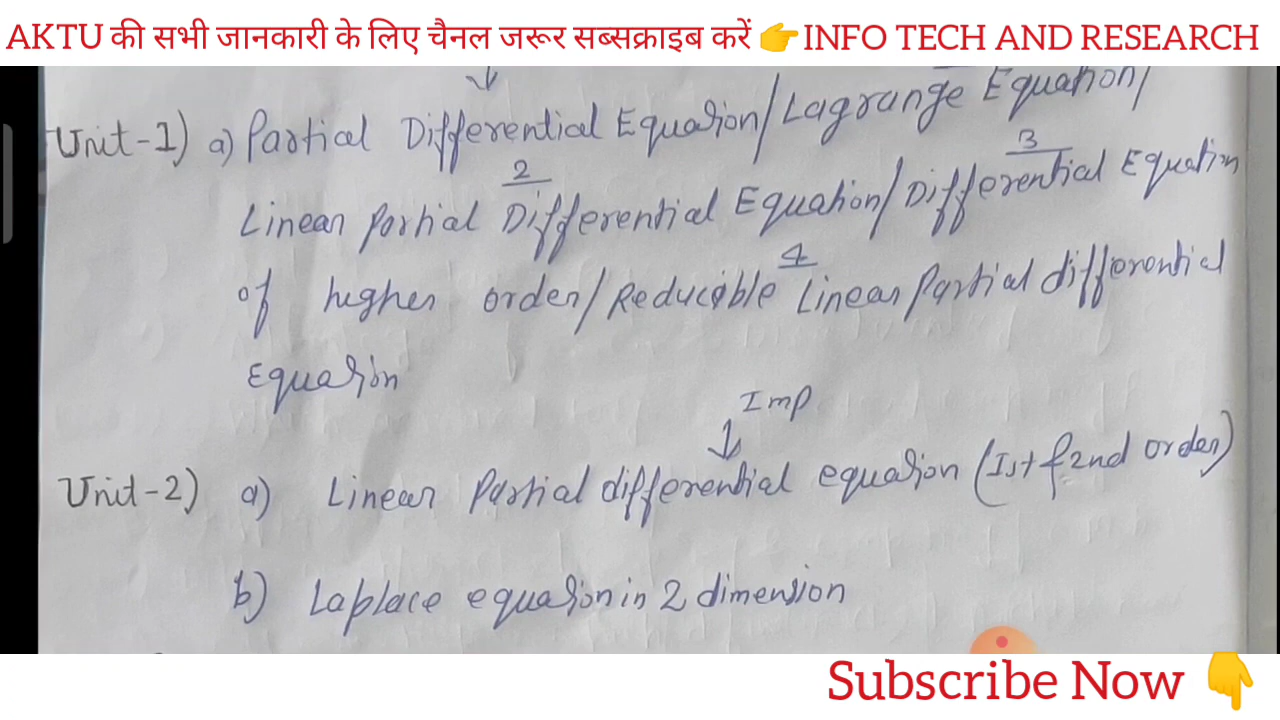 AKTU की सभी जानकारी के लिए चैनल जरूर सब्सक्राइब करें 👉INFO TECH AND RESEARCH
Unit-1) a) Partial Differential Equation/Lagrange Equation/
2 3
Linear partial Differential Equation/Differential Equation
4
of higher order/Reducible Linear Partial differential
Equation
Imp
Unit-2) a) Linear Partial differential equation (Ist & 2nd order)
b) Laplace equation in 2 dimension
Subscribe Now 👇